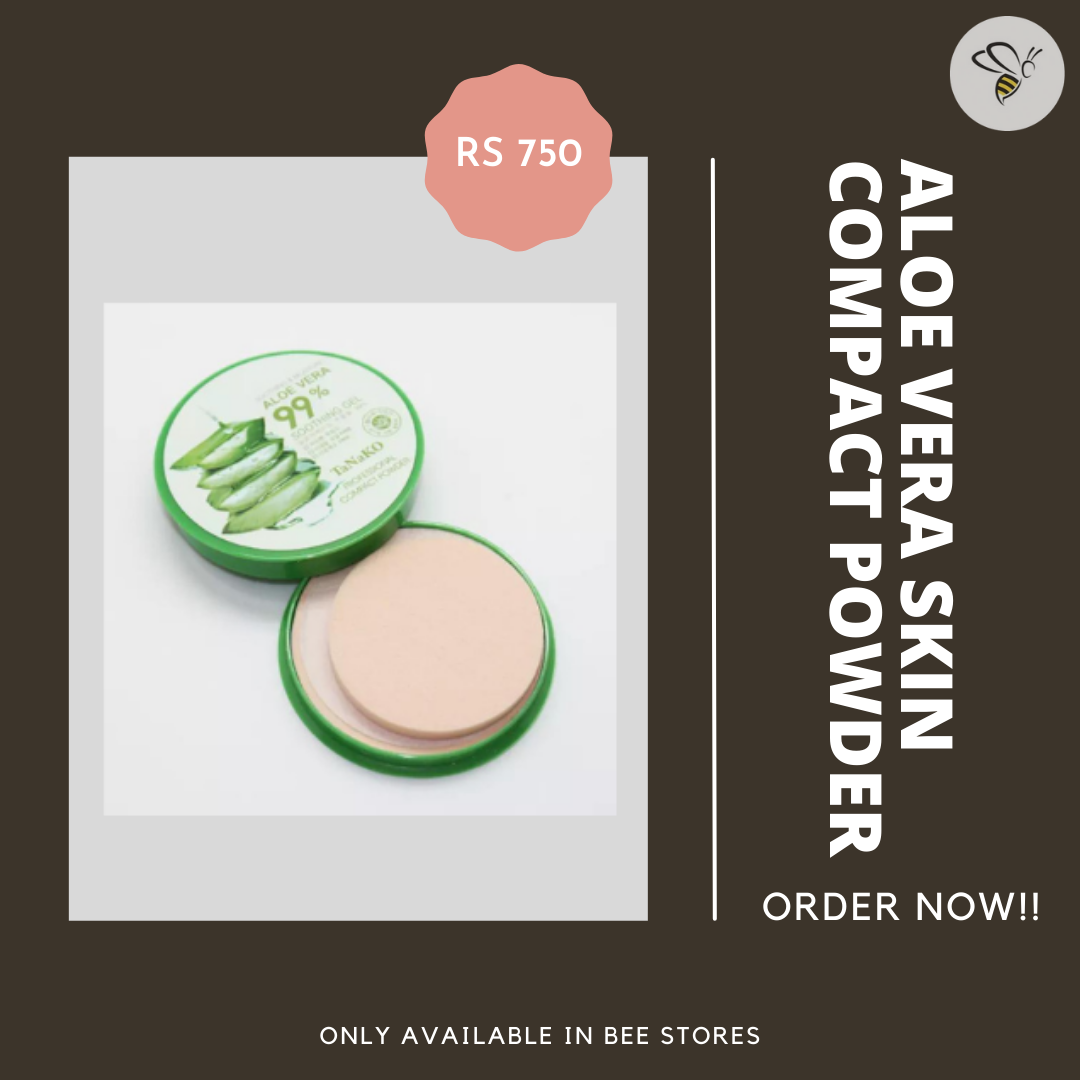 RS 750
ALOE VERA SKIN
COMPACT POWDER
ALOE VERA
99%
SOOTHING GEL
TaNaKO
PROFESIONAL
COMPACT POWDER
ORDER NOW!!
ONLY AVAILABLE IN BEE STORES